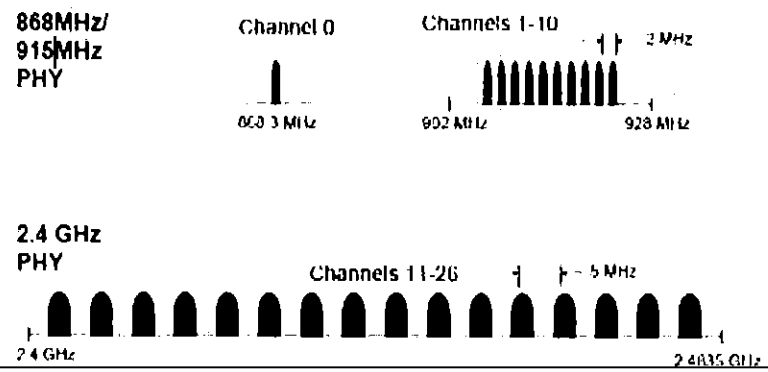 868MHz/
915MHz
PHY
Channel 0
Channels 1-10
2 MHz
868.3 MHz
902 MHz
928 MHz
2.4 GHz
PHY
Channels 11-26
5 MHz
2.4 GHz
2.4835 GHz